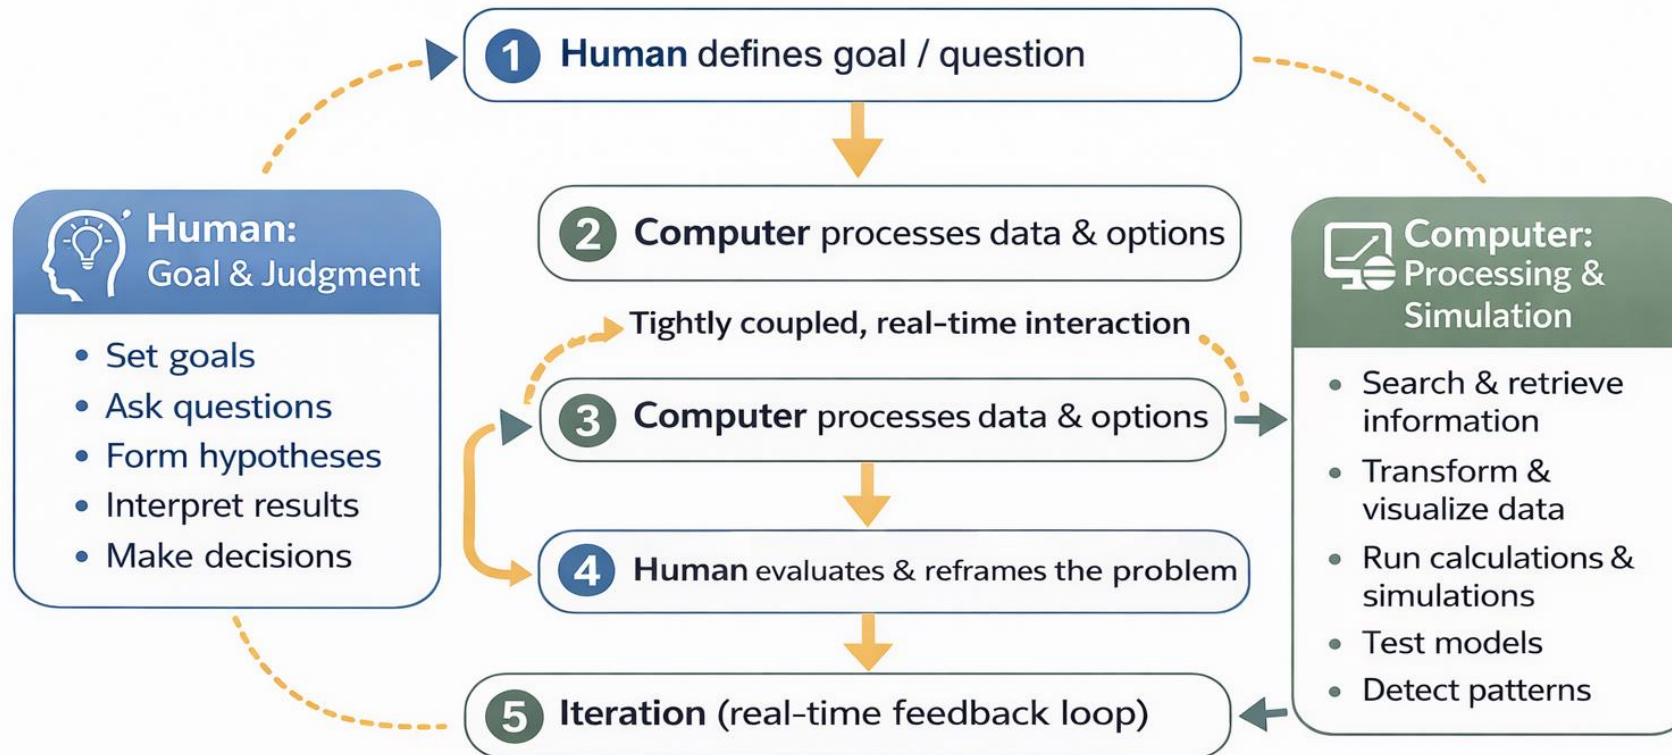 1 Human defines goal / question
2 Computer processes data & options
Tightly coupled, real-time interaction
3 Computer processes data & options
4 Human evaluates & reframes the problem
5 Iteration (real-time feedback loop)
Human:
Goal & Judgment
• Set goals
• Ask questions
• Form hypotheses
• Interpret results
• Make decisions
Computer:
Processing &
Simulation
• Search & retrieve
information
• Transform &
visualize data
• Run calculations &
simulations
• Test models
• Detect patterns